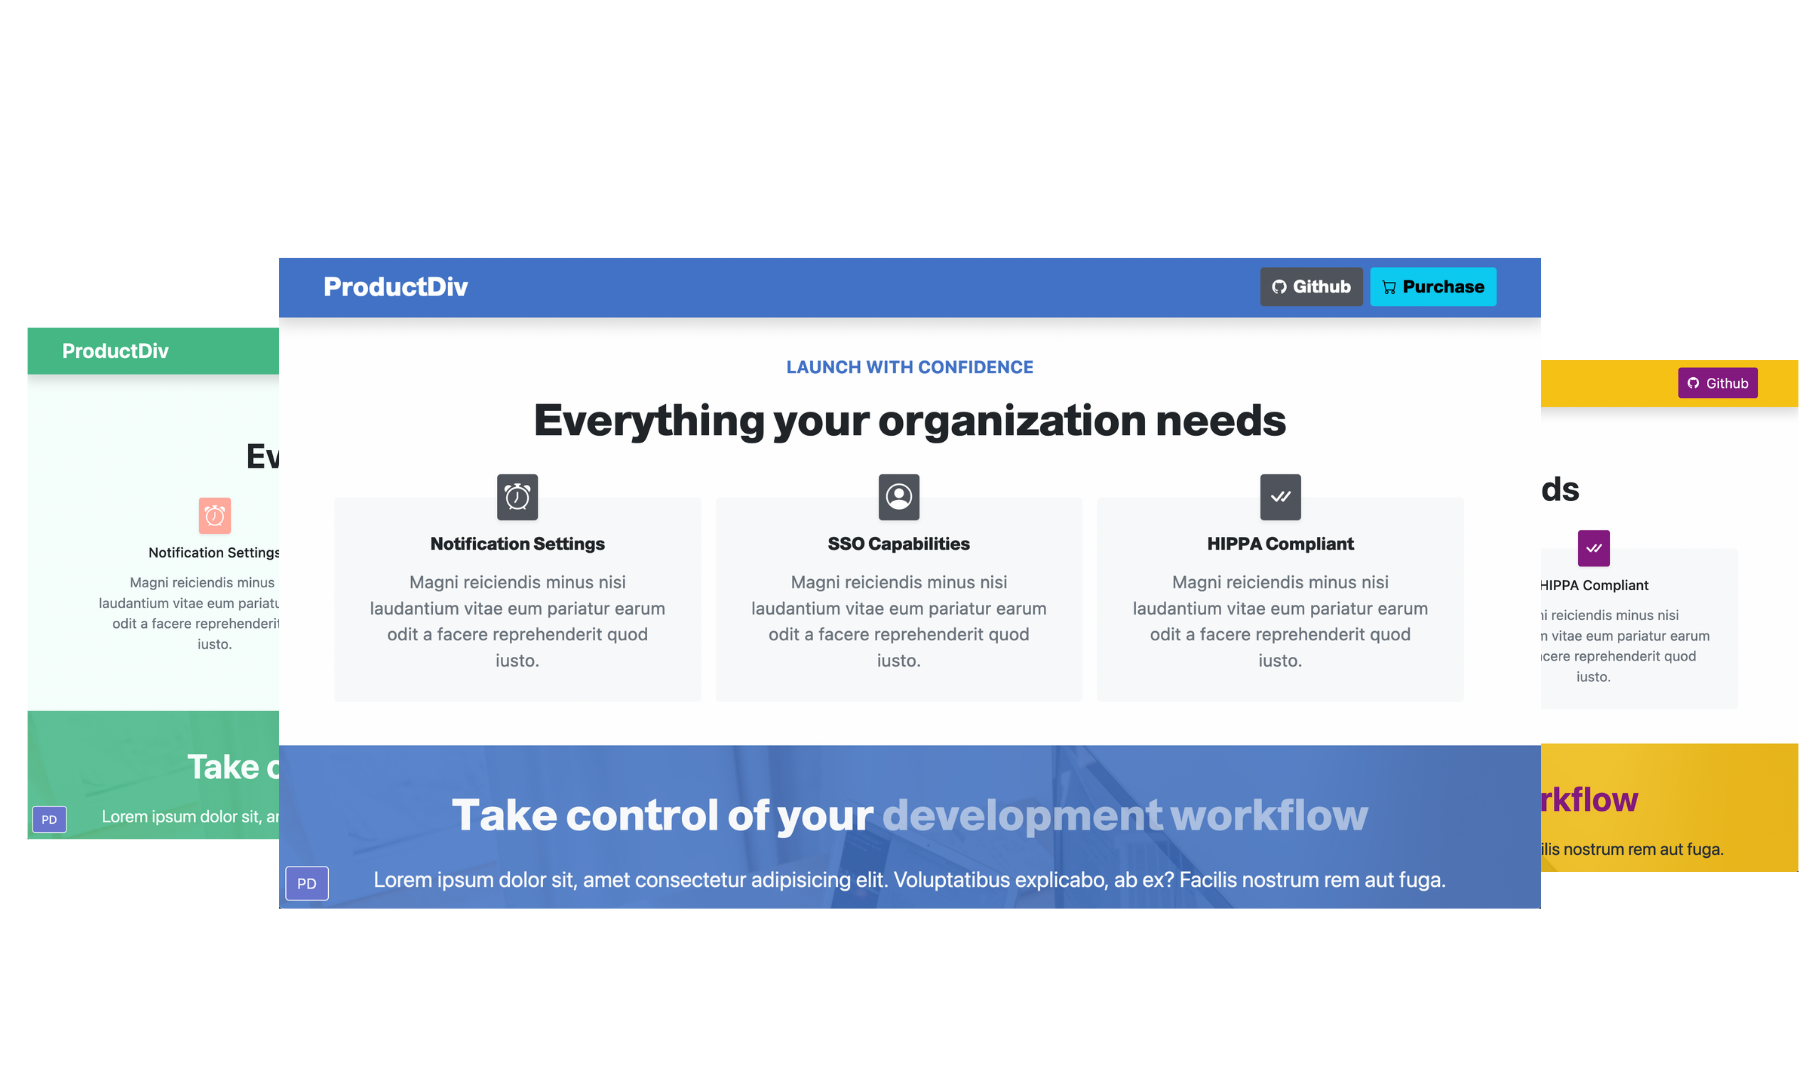 ProductDiv
Github
Purchase
LAUNCH WITH CONFIDENCE
Everything your organization needs
Notification Settings
Magni reiciendis minus nisi
laudantium vitae eum pariatur earum
odit a facere reprehenderit quod
iusto.
SSO Capabilities
Magni reiciendis minus nisi
laudantium vitae eum pariatur earum
odit a facere reprehenderit quod
iusto.
HIPPA Compliant
Magni reiciendis minus nisi
laudantium vitae eum pariatur earum
odit a facere reprehenderit quod
iusto.
Take control of your development workflow
Lorem ipsum dolor sit, amet consectetur adipisicing elit. Voluptatibus explicabo, ab ex? Facilis nostrum rem aut fuga.
PD
ProductDiv
Ev
Notification Settings
Magni reiciendis minus
laudantium vitae eum pariatu
odit a facere reprehenderit
iusto.
Take c
Lorem ipsum dolor sit, ar
PD
Github
ds
HIPPA Compliant
ni reiciendis minus nisi
m vitae eum pariatur earum
acere reprehenderit quod
iusto.
rkflow
ilis nostrum rem aut fuga.